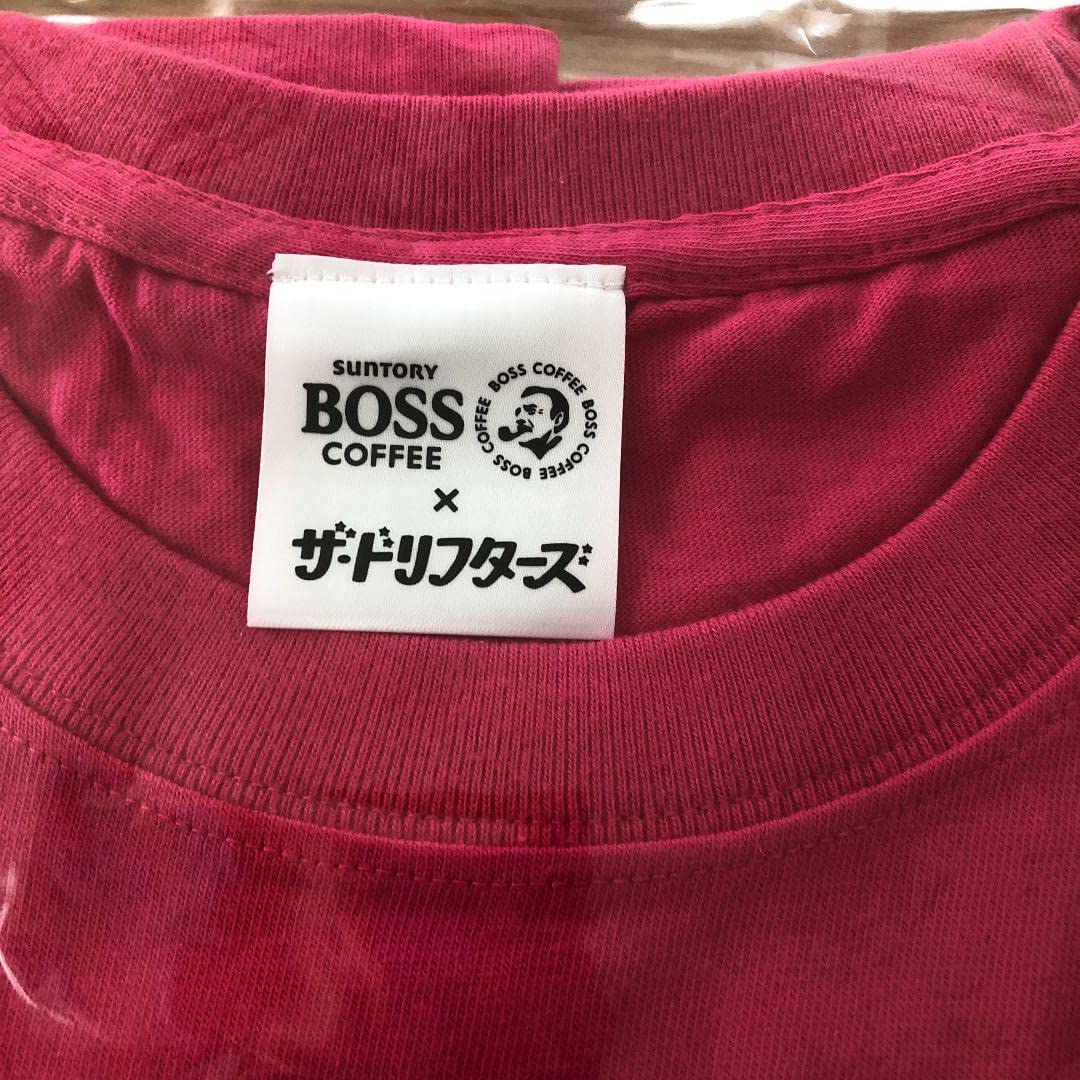 SUNTORY
BOSS
COFFEE
BOSS COFFEE BOSS COFFEE BOSS COFFEE
×
ザ・ドリフターズ